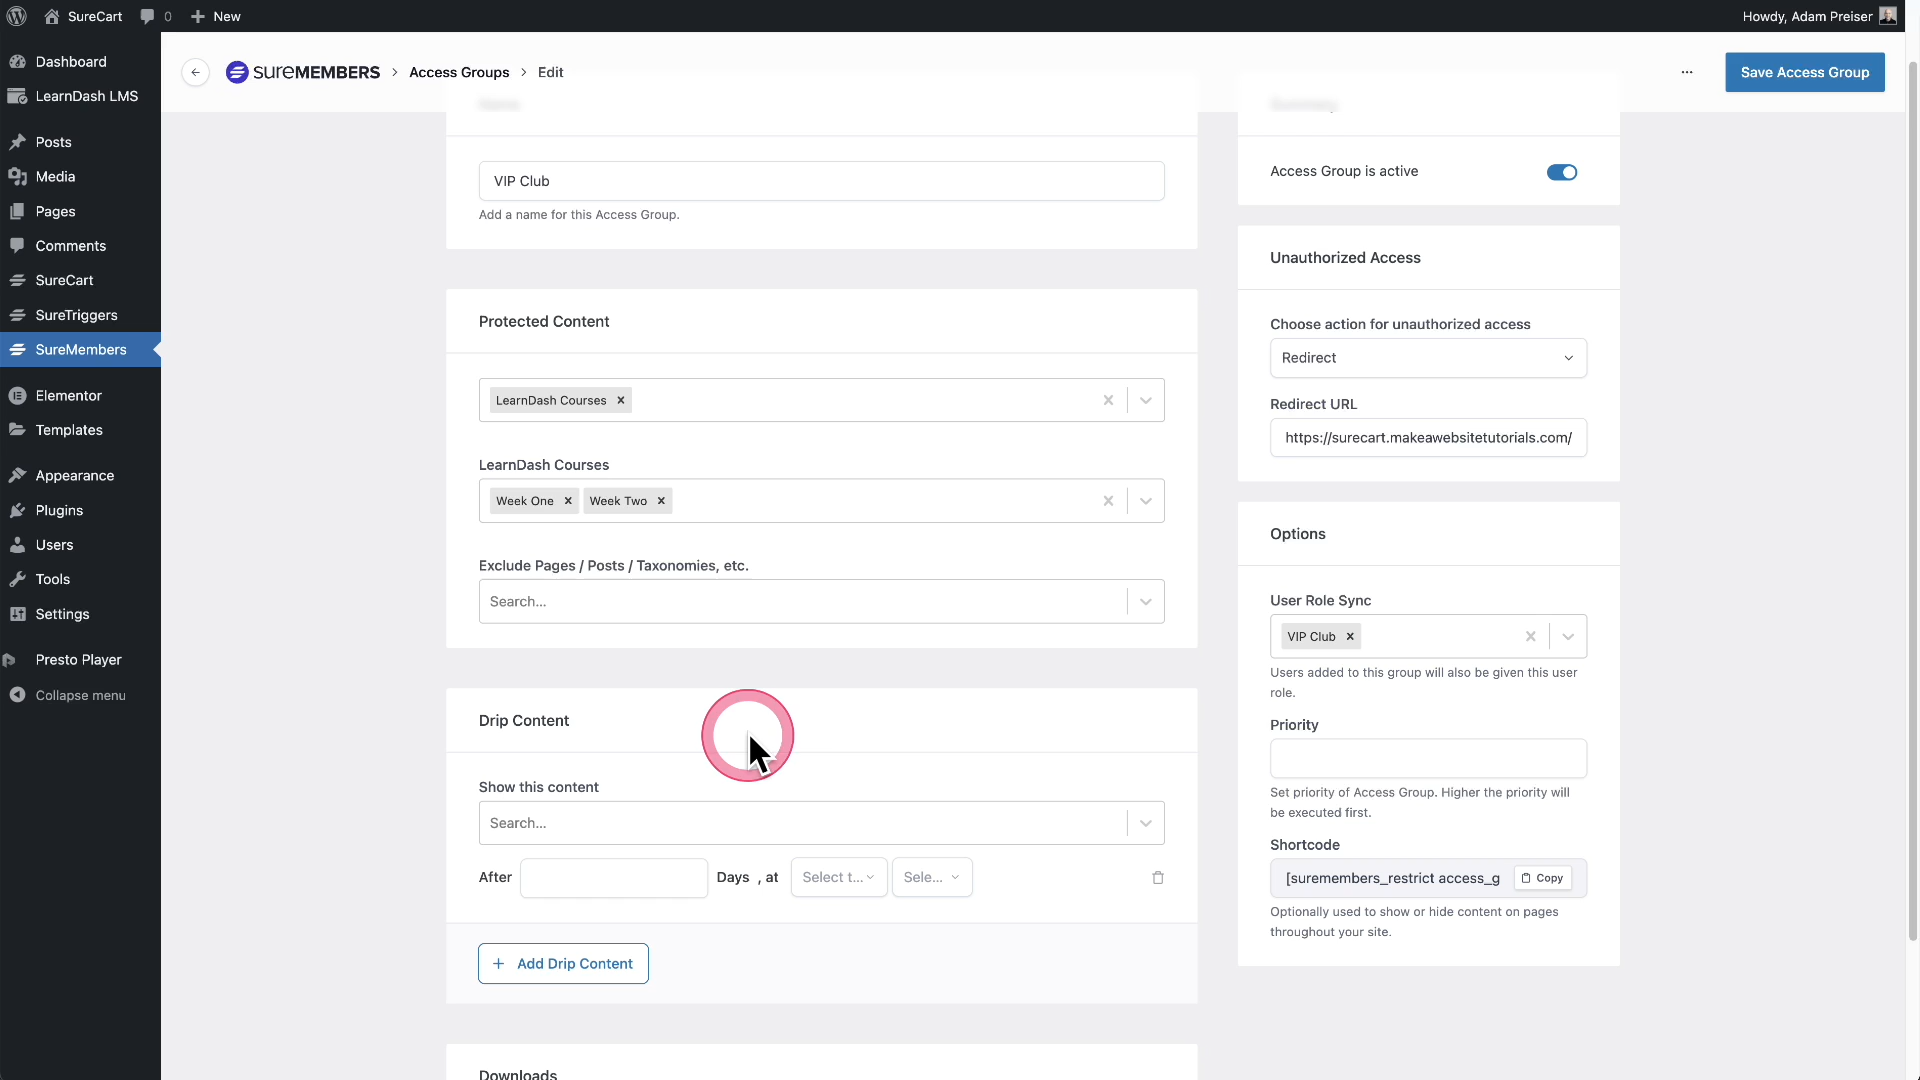 SureCart
0
New
Howdy, Adam Preiser
Dashboard
LearnDash LMS
Posts
Media
Pages
Comments
SureCart
SureTriggers
SureMembers
Elementor
Templates
Appearance
Plugins
Users
Tools
Settings
Presto Player
Collapse menu
SUREMEMBERS > Access Groups > Edit
Save Access Group
Name
VIP Club
Add a name for this Access Group.
Protected Content
LearnDash Courses
LearnDash Courses
Week One
Week Two
Exclude Pages / Posts / Taxonomies, etc.
Search...
Drip Content
Show this content
Search...
After
Days , at
Select t...
Sele...
Add Drip Content
Downloads
Summary
Access Group is active
Unauthorized Access
Choose action for unauthorized access
Redirect
Redirect URL
https://surecart.makeawebsitetutorials.com/
Options
User Role Sync
VIP Club
Users added to this group will also be given this user
role.
Priority
Set priority of Access Group. Higher the priority will
be executed first.
Shortcode
[suremembers_restrict access_g
Copy
Optionally used to show or hide content on pages
throughout your site.